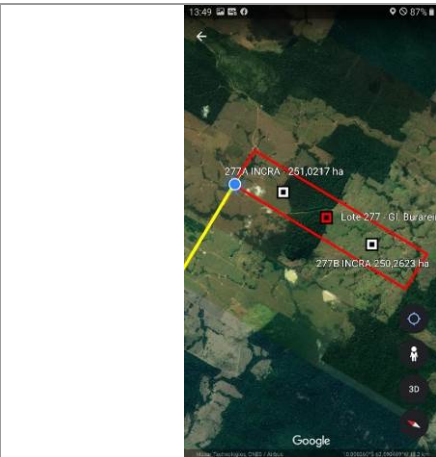 13:49 87%
277A INCRA 251,0217 ha
Lote 277 - Gl. Burarei
277B INCRA 250,2623 ha
3D
Google